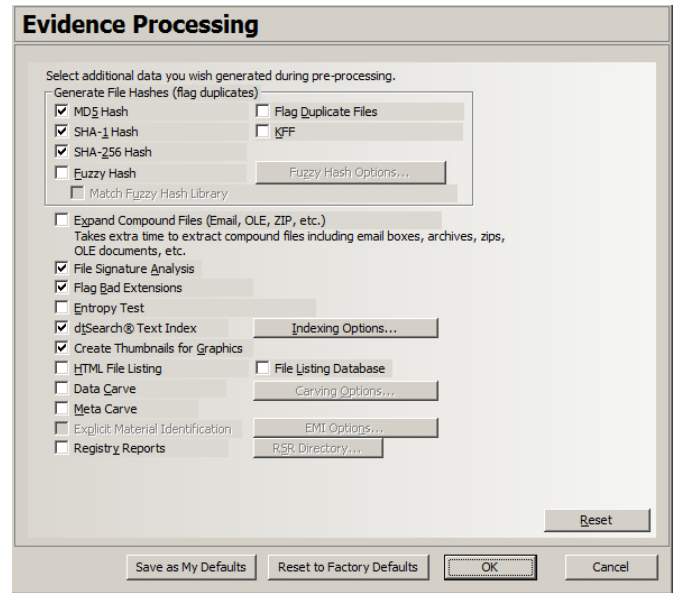 Evidence Processing
Select additional data you wish generated during pre-processing.
Generate File Hashes (flag duplicates)
MD5 Hash
Flag Duplicate Files
SHA-1 Hash
KFF
SHA-256 Hash
Fuzzy Hash
Fuzzy Hash Options...
Match Fuzzy Hash Library
Expand Compound Files (Email, OLE, ZIP, etc.)
Takes extra time to extract compound files including email boxes, archives, zips,
OLE documents, etc.
File Signature Analysis
Flag Bad Extensions
Entropy Test
dtSearch® Text Index
Indexing Options...
Create Thumbnails for Graphics
HTML File Listing
File Listing Database
Data Carve
Carving Options...
Meta Carve
Explicit Material Identification
EMI Options...
Registry Reports
RSR Directory...
Reset
Save as My Defaults
Reset to Factory Defaults
OK
Cancel